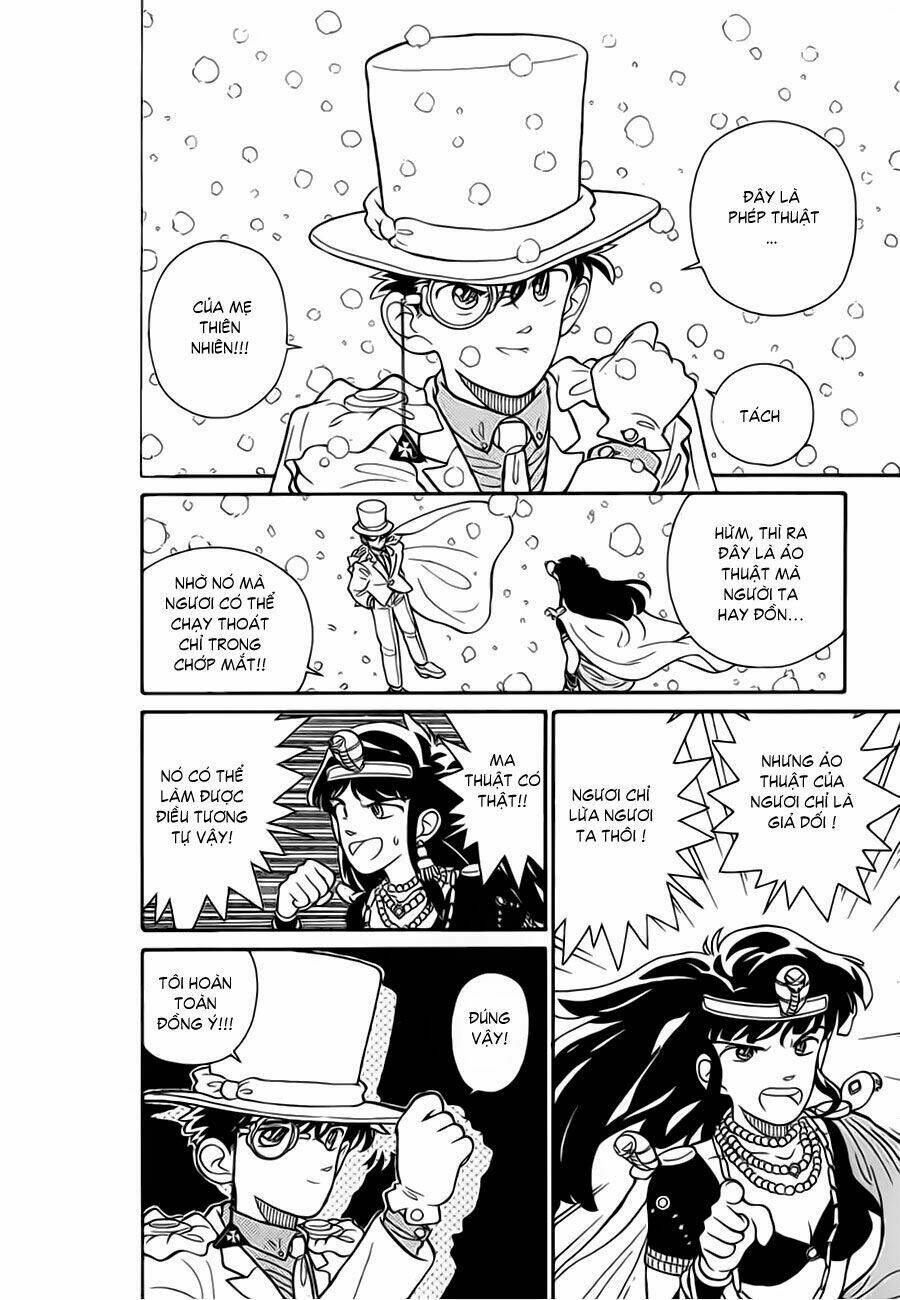 ĐÂY LÀ
PHÉP THUẬT
...
CỦA MẸ
THIÊN
NHIÊN!!!
TÁCH
HỪM, THÌ RA
ĐÂY LÀ ẢO
THUẬT MÀ
NGƯỜI TA
HAY ĐỒN...
NHỜ NÓ MÀ
NGƯƠI CÓ THỂ
CHẠY THOÁT
CHỈ TRONG
CHỚP MẮT!!
NHƯNG ẢO
THUẬT CỦA
NGƯƠI CHỈ LÀ
GIẢ DỐI!
NGƯƠI CHỈ
LỪA NGƯỜI
TA THÔI !
MA
THUẬT CÓ
THẬT!!
NÓ CÓ THỂ
LÀM ĐƯỢC
ĐIỀU TƯƠNG
TỰ VẬY!
ĐÚNG
VẬY!
TÔI HOÀN
TOÀN
ĐỒNG Ý!!!